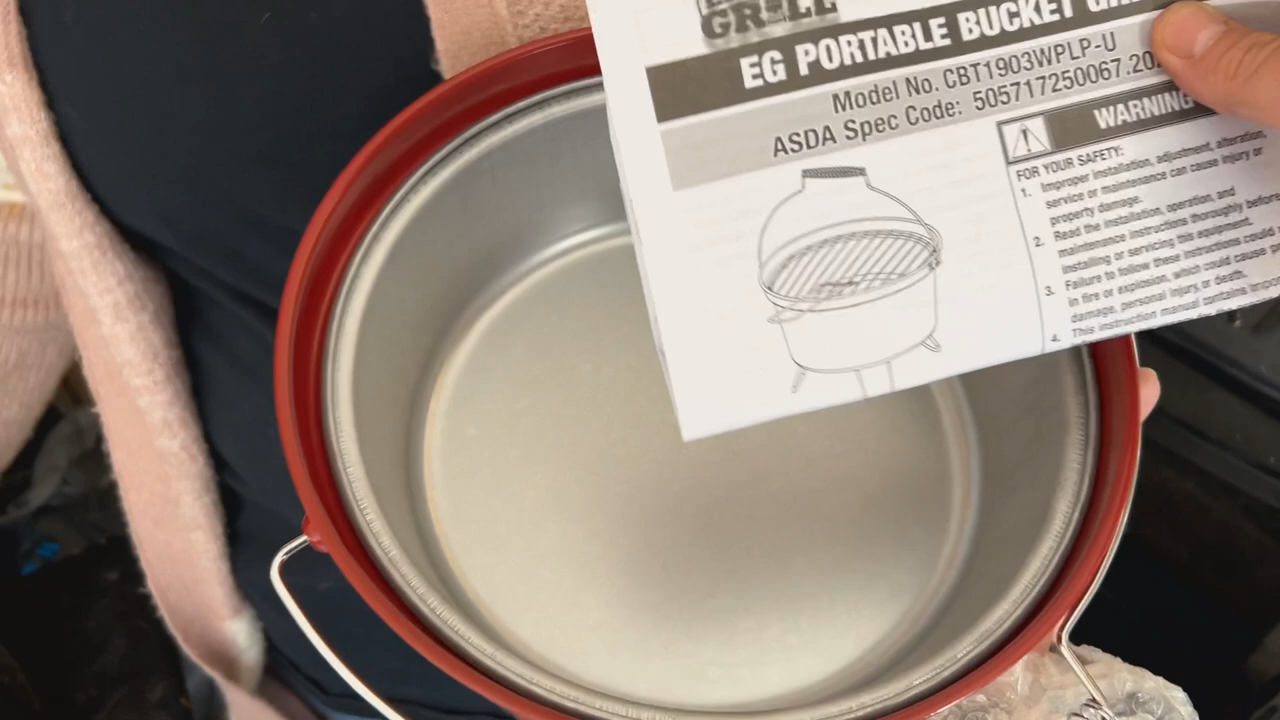 GRILL
EG PORTABLE BUCKET
Model No. CBT1903WPLP-U
ASDA Spec Code: 505717250067.20
WARNING
FOR YOUR SAFETY:
1. Improper installation, adjustment, alteration,
service or maintenance can cause injury or
property damage.
2. Read the installation, operation, and
maintenance instructions thoroughly before
installing or servicing this equipment.
3. Failure to follow these instructions could
in fire or explosion, which could cause
damage, personal injury, or death.
4. This instruction manual contains